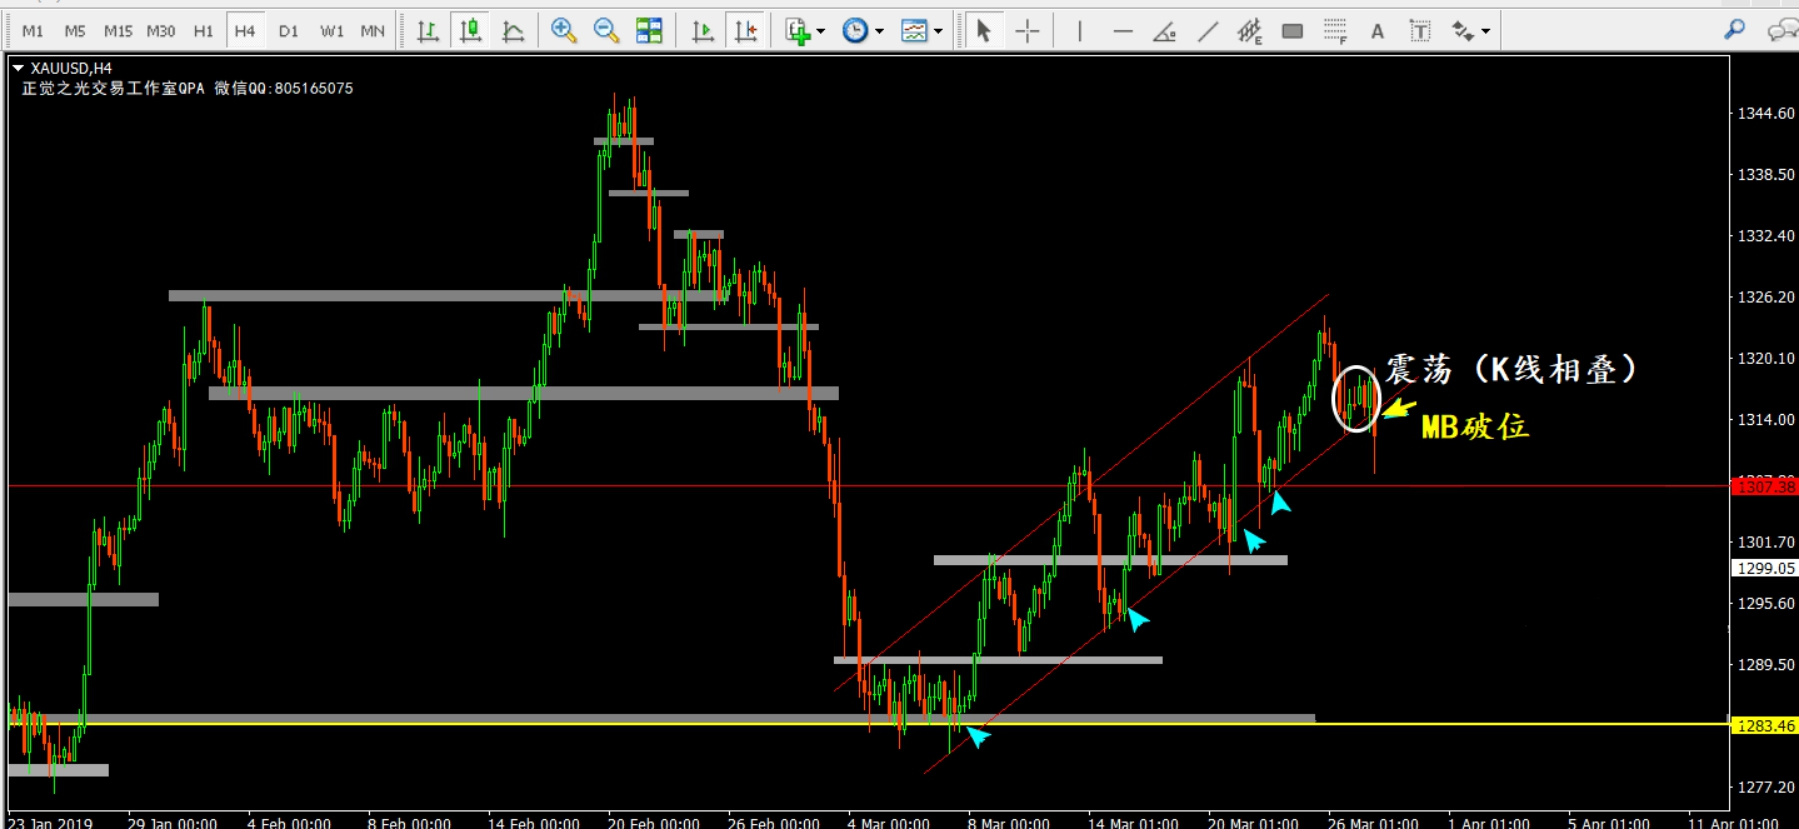 M1 M5 M15 M30 H1 H4 D1 W1 MN E F A T
XAUUSD,H4
正觉之光交易工作室QPA 微信QQ:805165075
1344.60
1338.50
1332.40
1326.20
1320.10
震荡（K线相叠）
MB破位
1314.00
1307.38
1301.70
1299.05
1295.60
1289.50
1283.46
1277.20
23 Jan 2019 29 Jan 00:00 4 Feb 00:00 8 Feb 00:00 14 Feb 00:00 20 Feb 00:00 26 Feb 00:00 4 Mar 00:00 8 Mar 00:00 14 Mar 01:00 20 Mar 01:00 26 Mar 01:00 1 Apr 01:00 5 Apr 01:00 11 Apr 01:00